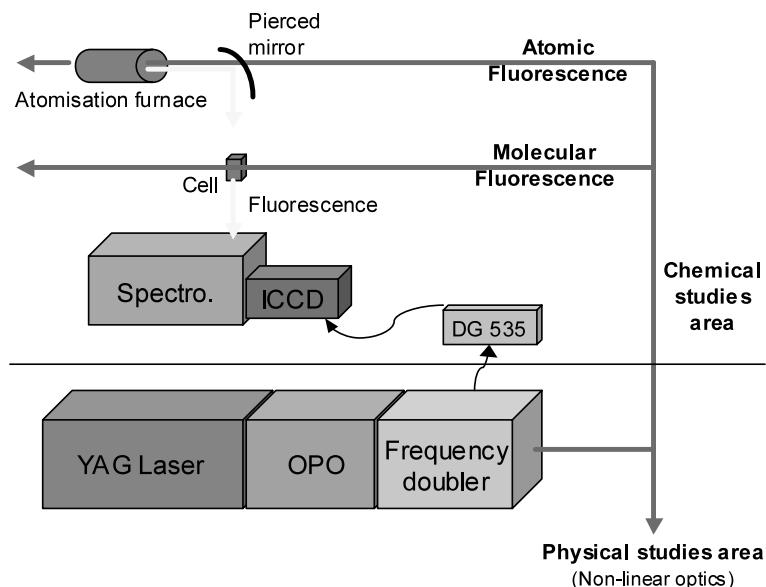 Pierced
mirror
Atomic
Fluorescence
Atomisation furnace
Molecular
Fluorescence
Cell
Fluorescence
Spectro.
ICCD
Chemical
studies
area
DG 535
YAG Laser
OPO
Frequency
doubler
Physical studies area
(Non-linear optics)